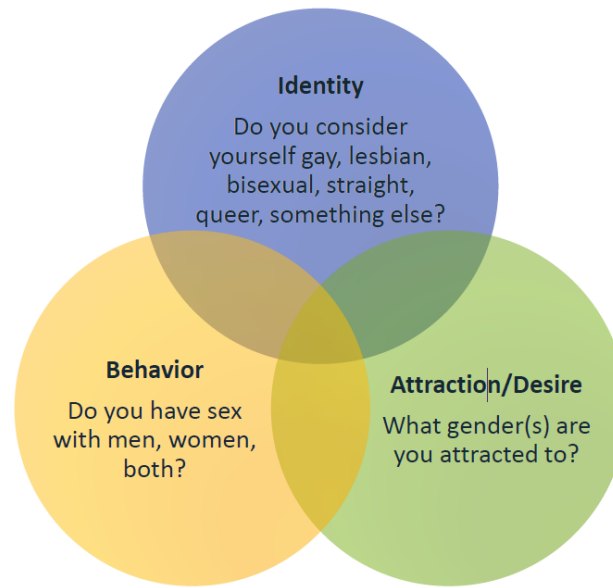 Identity
Do you consider
yourself gay, lesbian,
bisexual, straight,
queer, something else?
Behavior
Do you have sex
with men, women,
both?
Attraction/Desire
What gender(s) are
you attracted to?